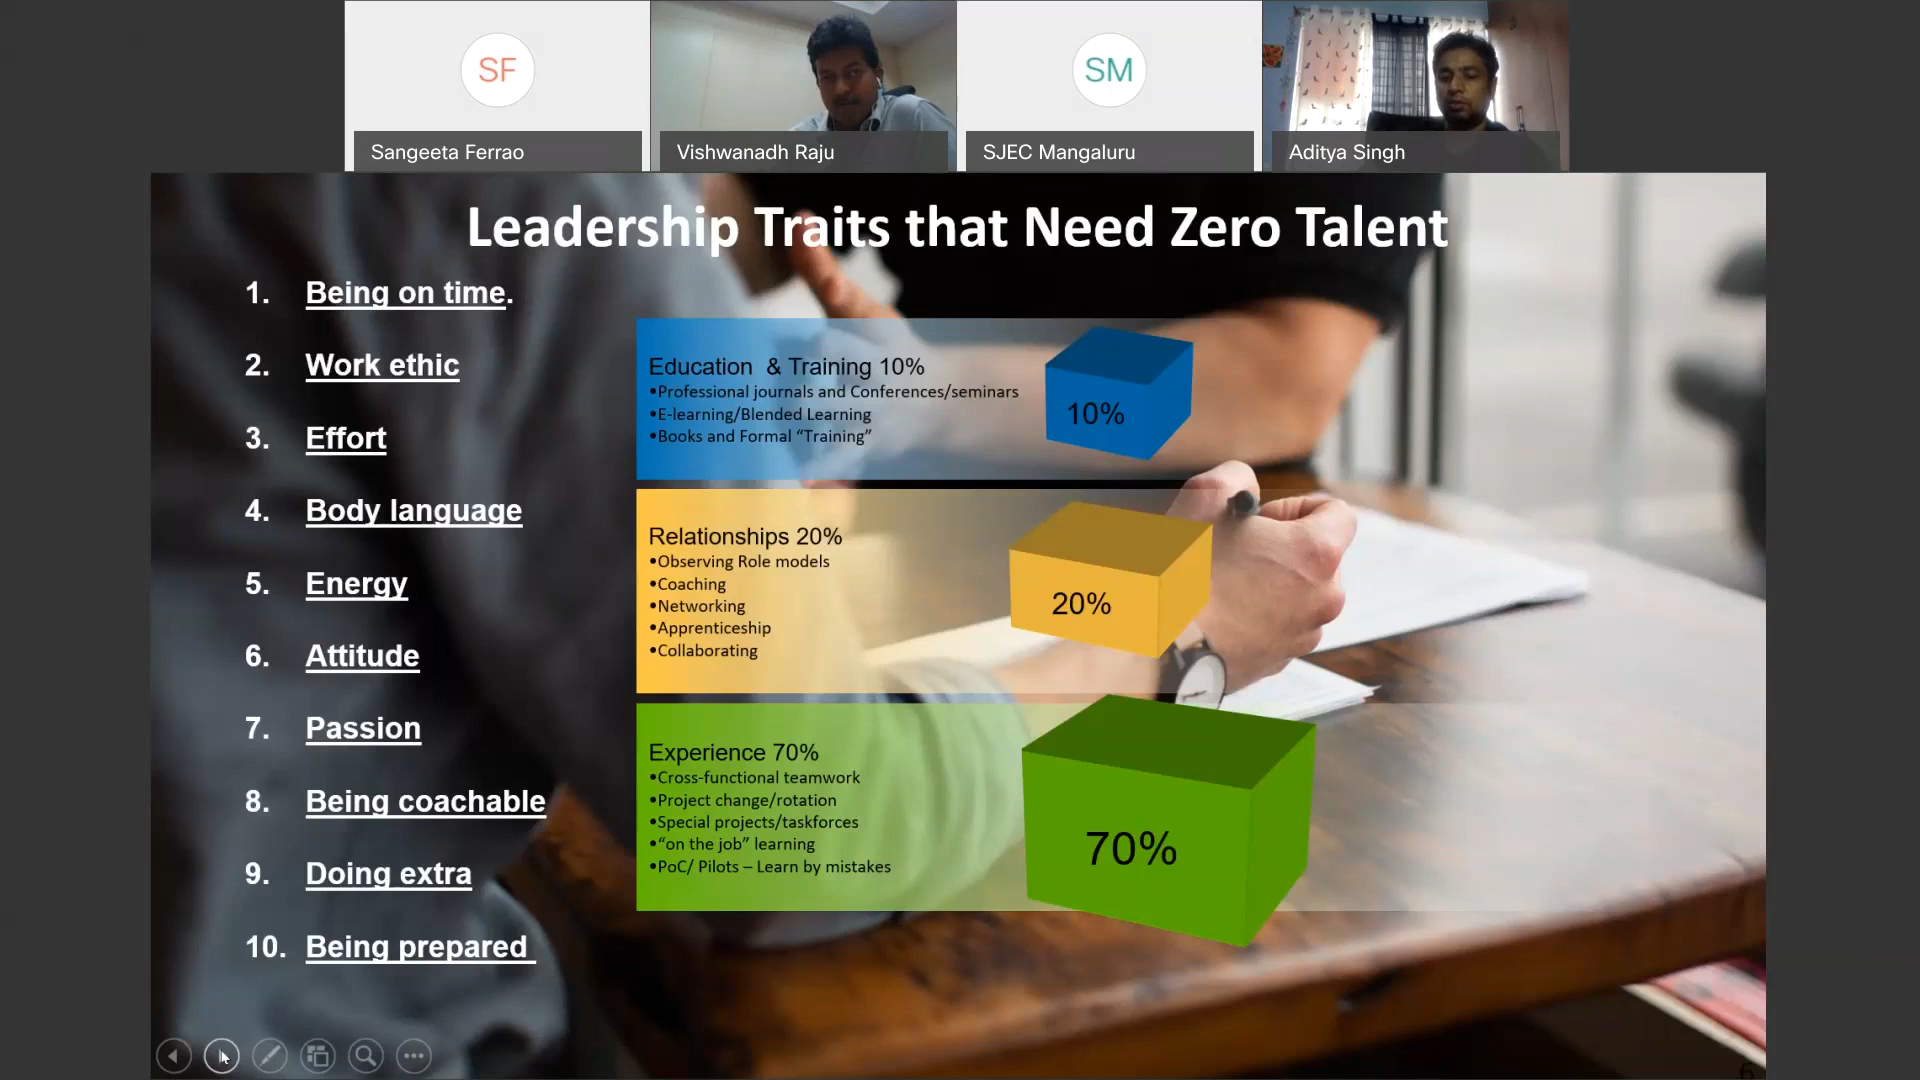 SF
SM
Sangeeta Ferrao
Vishwanadh Raju
SJEC Mangaluru
Aditya Singh
Leadership Traits that Need Zero Talent
1. Being on time.
2. Work ethic
3. Effort
4. Body language
5. Energy
6. Attitude
7. Passion
8. Being coachable
9. Doing extra
10. Being prepared
Education & Training 10%
•Professional journals and Conferences/seminars
•E-learning/Blended Learning
•Books and Formal “Training”
10%
Relationships 20%
•Observing Role models
•Coaching
•Networking
•Apprenticeship
•Collaborating
20%
Experience 70%
•Cross-functional teamwork
•Project change/rotation
•Special projects/taskforces
•“on the job” learning
•PoC/ Pilots – Learn by mistakes
70%
6